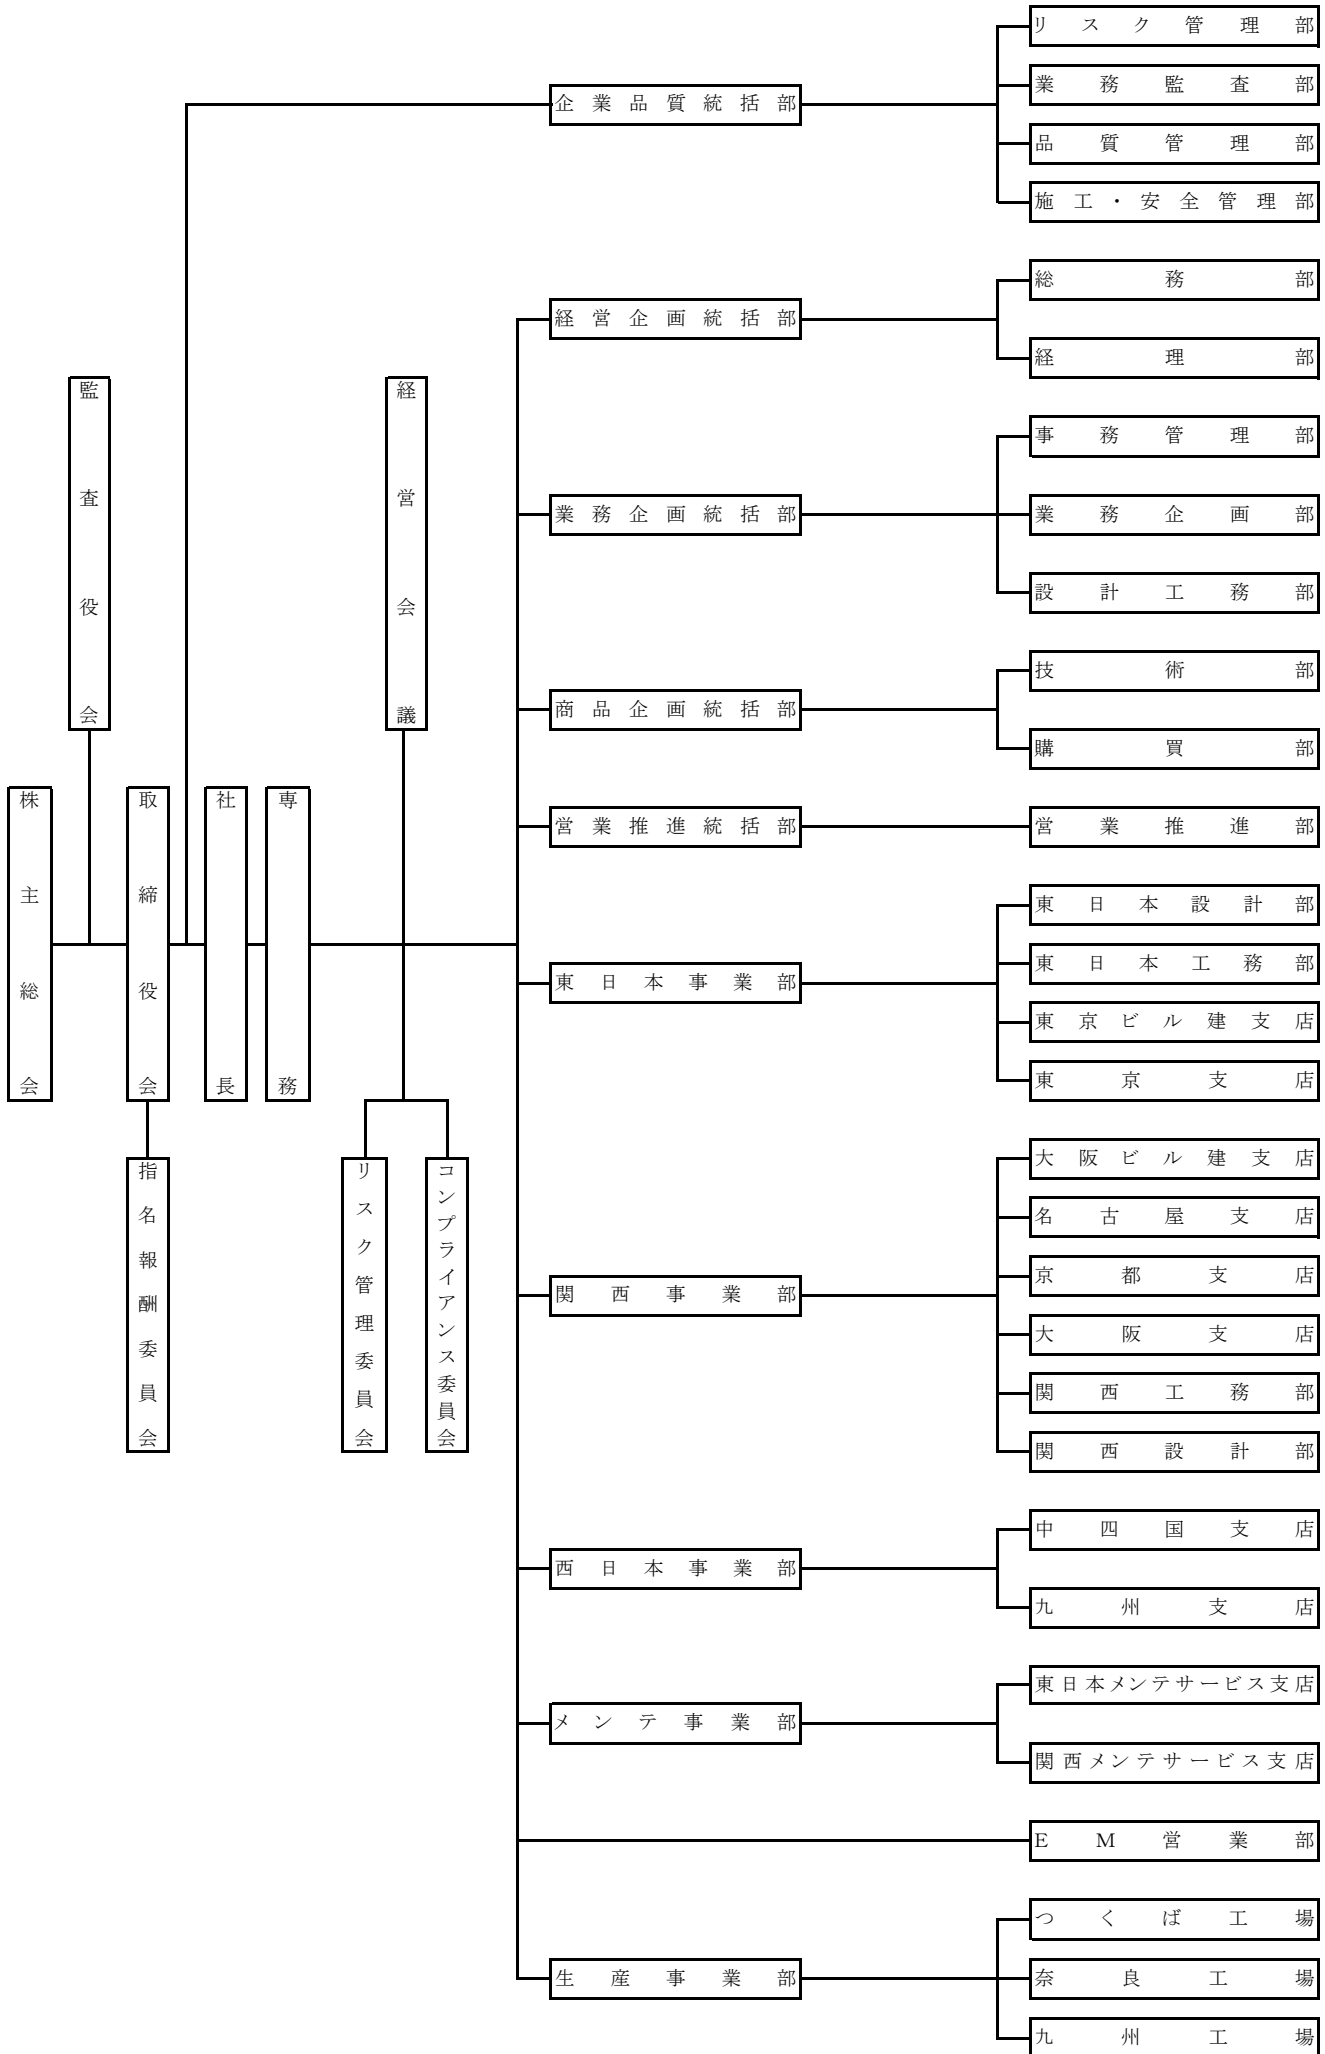 株主総会
監査役会
取締役会
指名報酬委員会
社長
専務
経営会議
リスク管理委員会
コンプライアンス委員会
企業品質統括部
リスク管理部
業務監査部
品質管理部
施工・安全管理部
経営企画統括部
総務部
経理部
業務企画統括部
事務管理部
業務企画部
設計工務部
商品企画統括部
技術部
購買部
営業推進統括部
営業推進部
東日本事業部
東日本設計部
東日本工務部
東京ビル建支店
東京支店
関西事業部
大阪ビル建支店
名古屋支店
京都支店
大阪支店
関西工務部
関西設計部
西日本事業部
中四国支店
九州支店
メンテ事業部
東日本メンテサービス支店
関西メンテサービス支店
EM営業部
生産事業部
つくば工場
奈良工場
九州工場